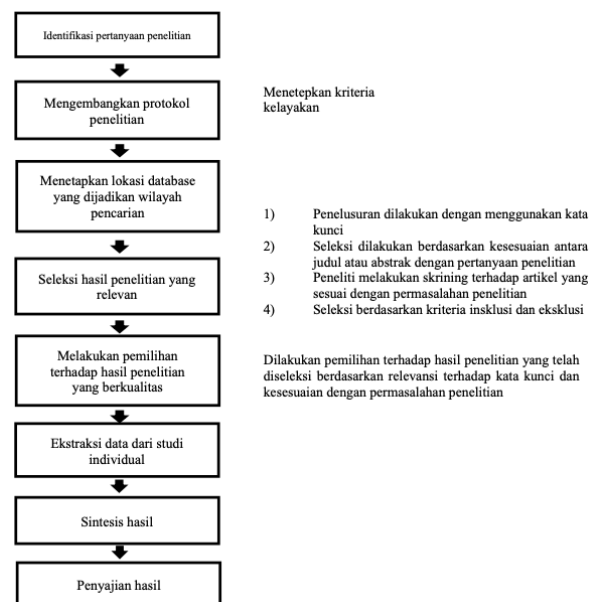 Identifikasi pertanyaan penelitian
Mengembangkan protokol
penelitian
Menetepkan kriteria
kelayakan
Menetapkan lokasi database
yang dijadikan wilayah
pencarian
Seleksi hasil penelitian yang
relevan
1) Penelusuran dilakukan dengan menggunakan kata
kunci
2) Seleksi dilakukan berdasarkan kesesuaian antara
judul atau abstrak dengan pertanyaan penelitian
3) Peneliti melakukan skrining terhadap artikel yang
sesuai dengan permasalahan penelitian
4) Seleksi berdasarkan kriteria insklusi dan eksklusi
Melakukan pemilihan
terhadap hasil penelitian
yang berkualitas
Dilakukan pemilihan terhadap hasil penelitian yang telah
diseleksi berdasarkan relevansi terhadap kata kunci dan
kesesuaian dengan permasalahan penelitian
Ekstraksi data dari studi
individual
Sintesis hasil
Penyajian hasil